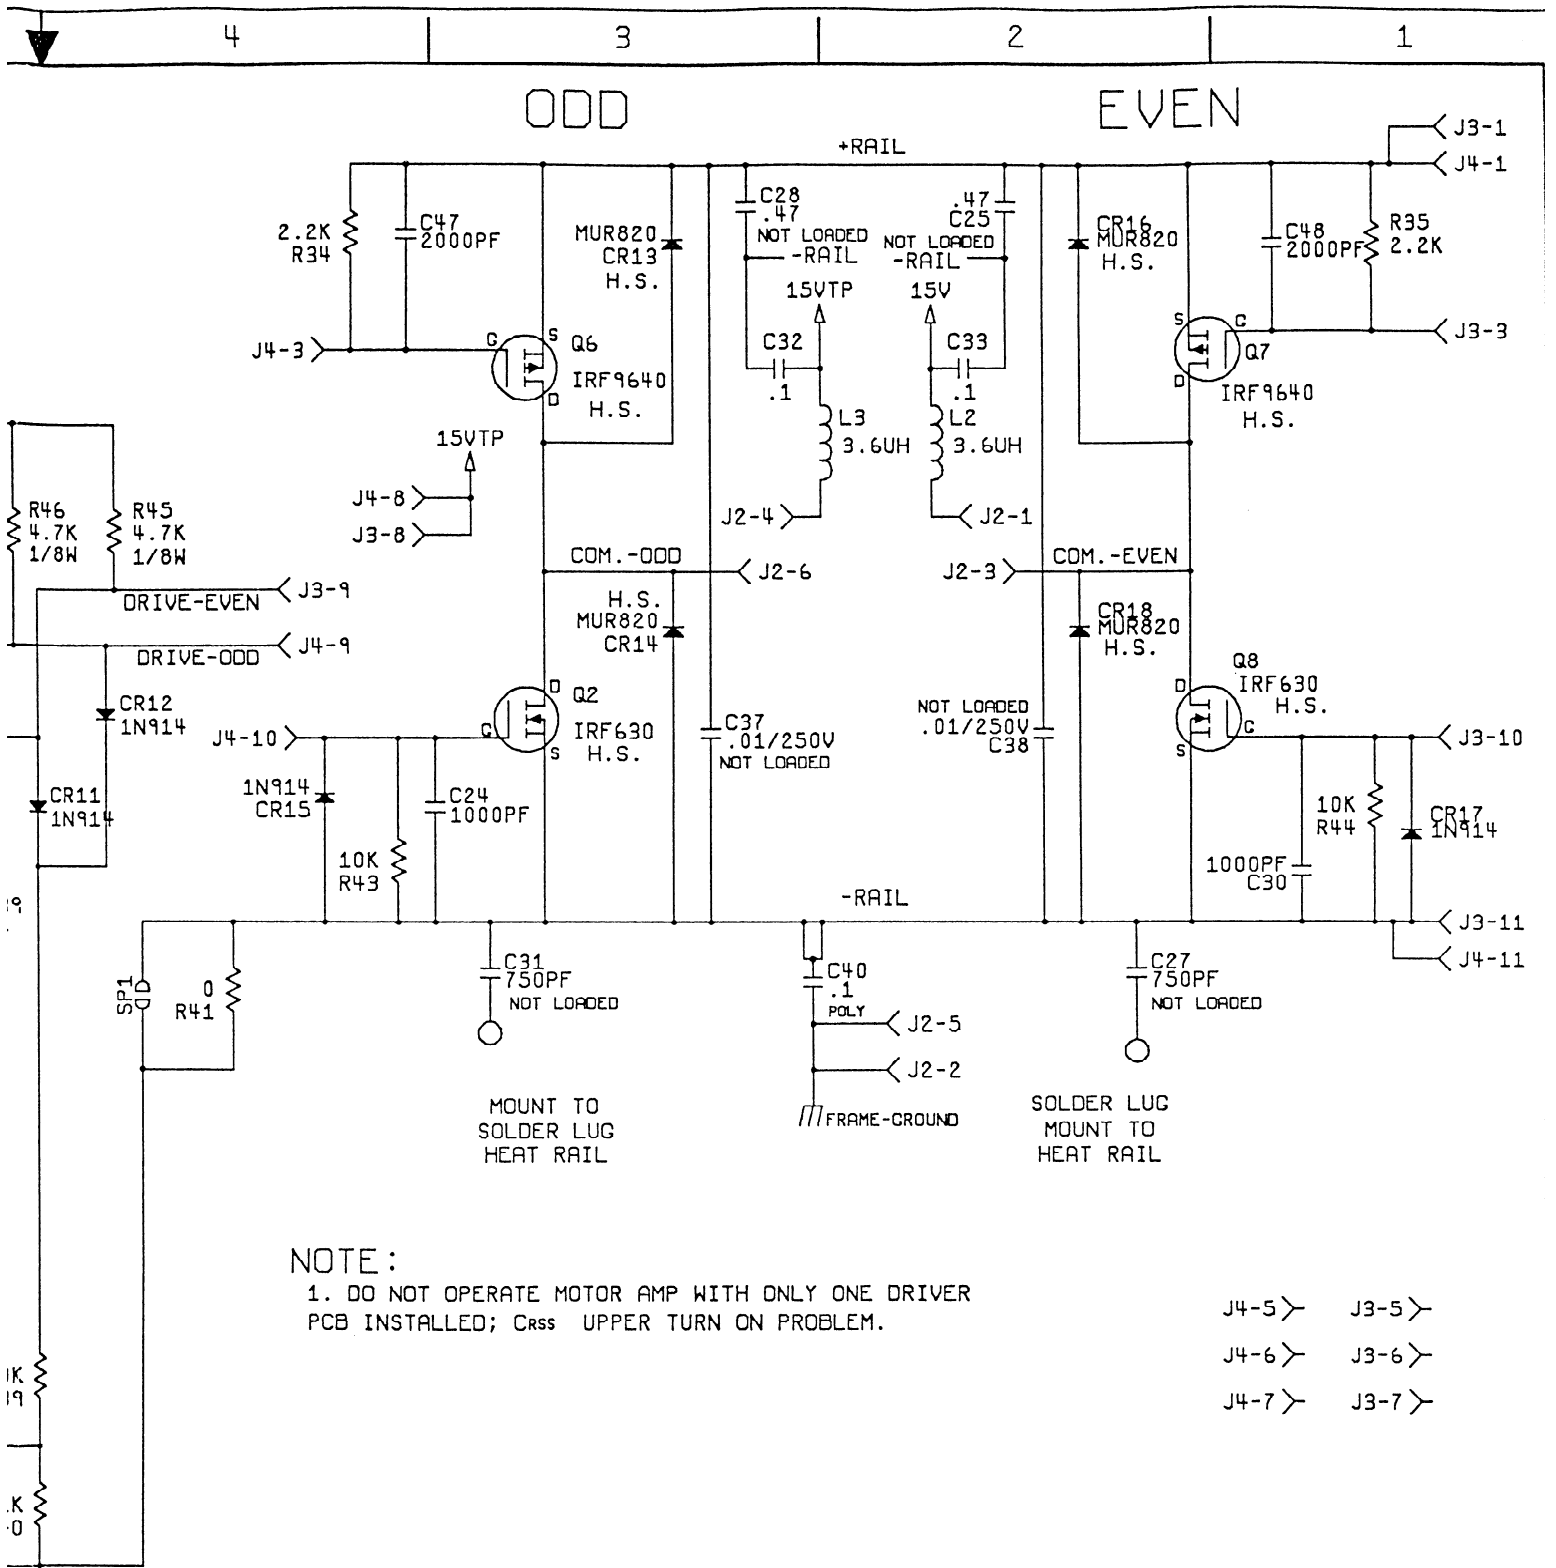 4 3 2 1
ODD EVEN
J3-1
+RAIL
J4-1
2.2K
R34
C47
2000PF
MUR820
CR13
H.S.
C28
.47
NOT LOADED
-RAIL
.47
C25
NOT LOADED
-RAIL
CR16
MUR820
H.S.
C48
2000PF
R35
2.2K
15VTP
15V
J4-3
G
S
D
Q6
IRF9640
H.S.
C32
.1
C33
.1
S
G
D
Q7
IRF9640
H.S.
J3-3
L3
3.6UH
L2
3.6UH
15VTP
J4-8
J3-8
R46
4.7K
1/8W
R45
4.7K
1/8W
J2-4
J2-1
COM.-ODD
J2-6
J2-3
COM.-EVEN
DRIVE-EVEN
J3-9
DRIVE-ODD
J4-9
H.S.
MUR820
CR14
CR18
MUR820
H.S.
CR12
1N914
J4-10
G
D
S
Q2
IRF630
H.S.
C37
.01/250V
NOT LOADED
NOT LOADED
.01/250V
C38
D
G
S
Q8
IRF630
H.S.
J3-10
CR11
1N914
1N914
CR15
10K
R43
C24
1000PF
10K
R44
CR17
1N914
1000PF
C30
-RAIL
J3-11
J4-11
SP1
0
R41
C31
750PF
NOT LOADED
C40
.1
POLY
J2-5
J2-2
FRAME-GROUND
C27
750PF
NOT LOADED
MOUNT TO
SOLDER LUG
HEAT RAIL
SOLDER LUG
MOUNT TO
HEAT RAIL
NOTE:
1. DO NOT OPERATE MOTOR AMP WITH ONLY ONE DRIVER
PCB INSTALLED; CRSS UPPER TURN ON PROBLEM.
J4-5 J3-5
J4-6 J3-6
J4-7 J3-7